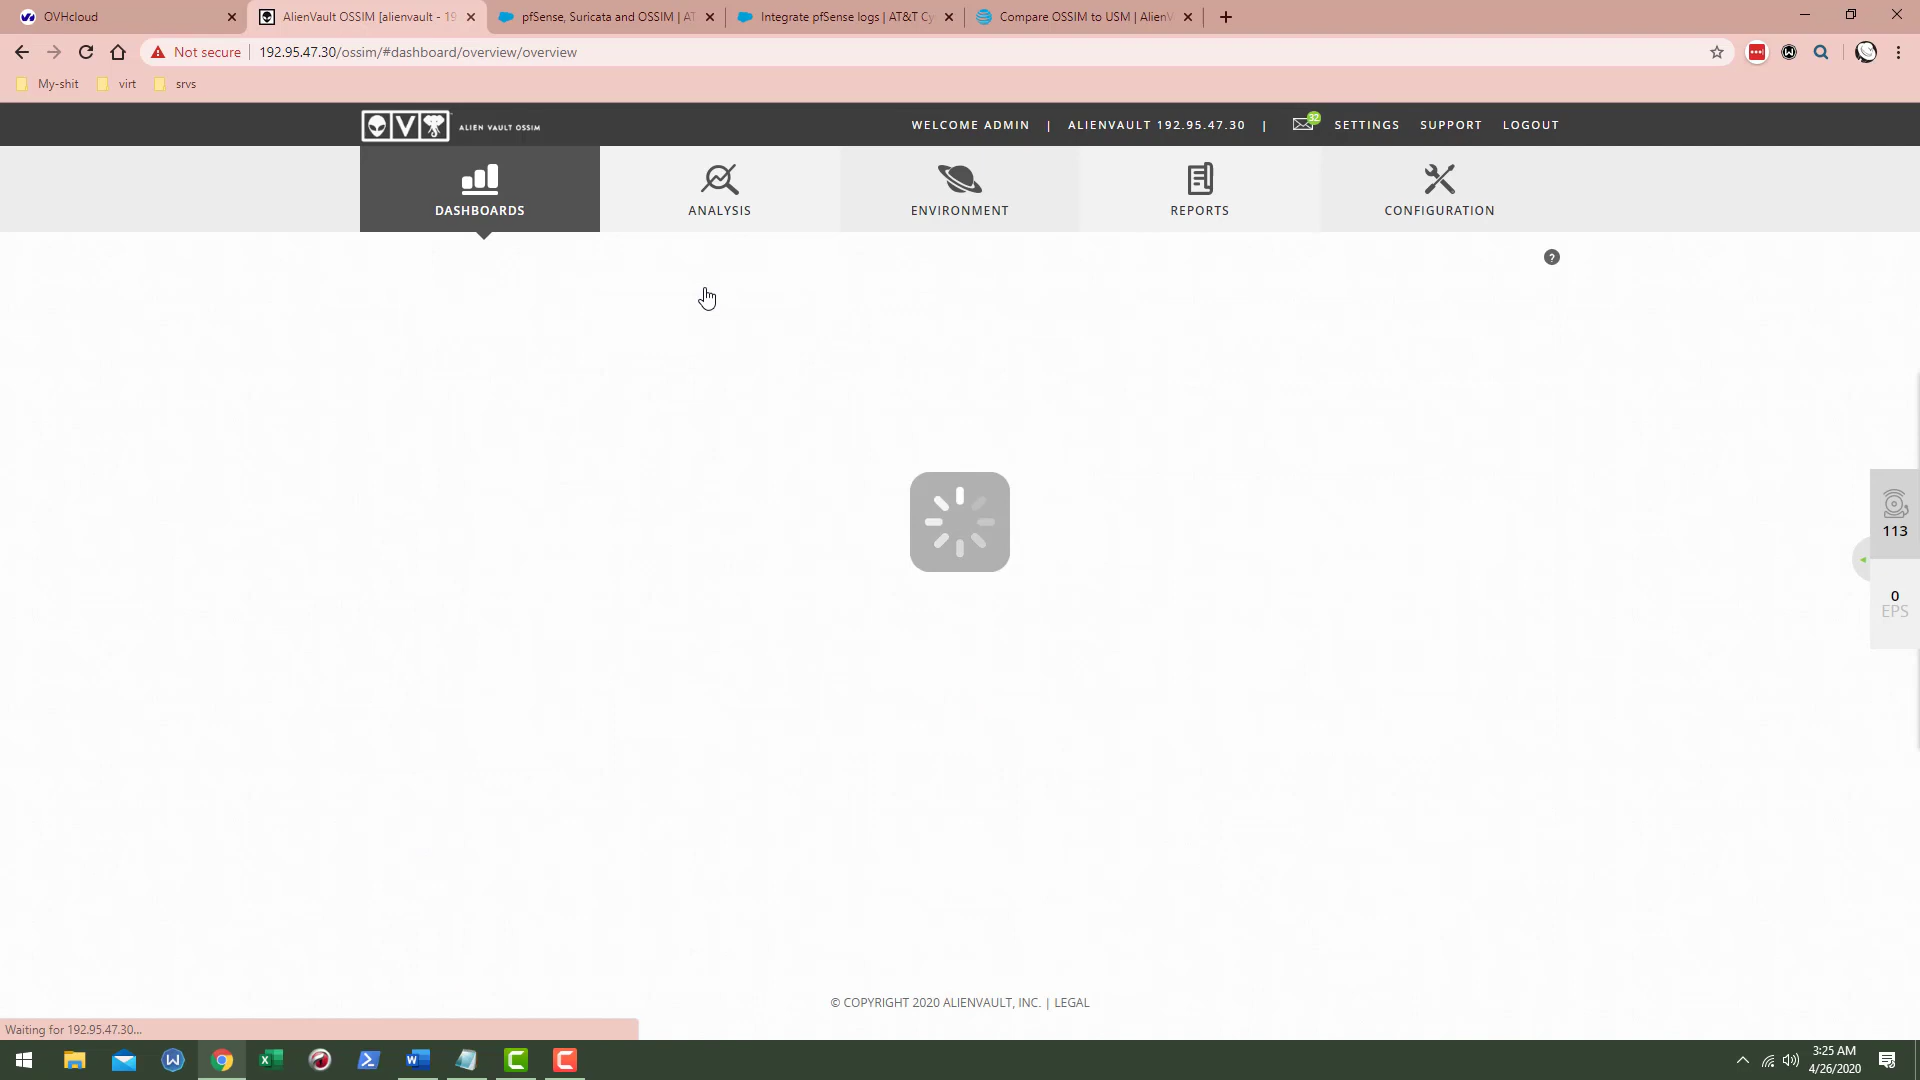 OVHcloud
AlienVault OSSIM [alienvault - 19
pfSense, Suricata and OSSIM | AT
Integrate pfSense logs | AT&T Cy
Compare OSSIM to USM | AlienV
Not secure
192.95.47.30/ossim/#dashboard/overview/overview
My-shit
virt
srvs
OVT
ALIEN VAULT OSSIM
WELCOME ADMIN | ALIENVAULT 192.95.47.30 | 32 SETTINGS SUPPORT LOGOUT
DASHBOARDS
ANALYSIS
ENVIRONMENT
REPORTS
CONFIGURATION
?
113
0
EPS
© COPYRIGHT 2020 ALIENVAULT, INC. | LEGAL
Waiting for 192.95.47.30...
3:25 AM
4/26/2020